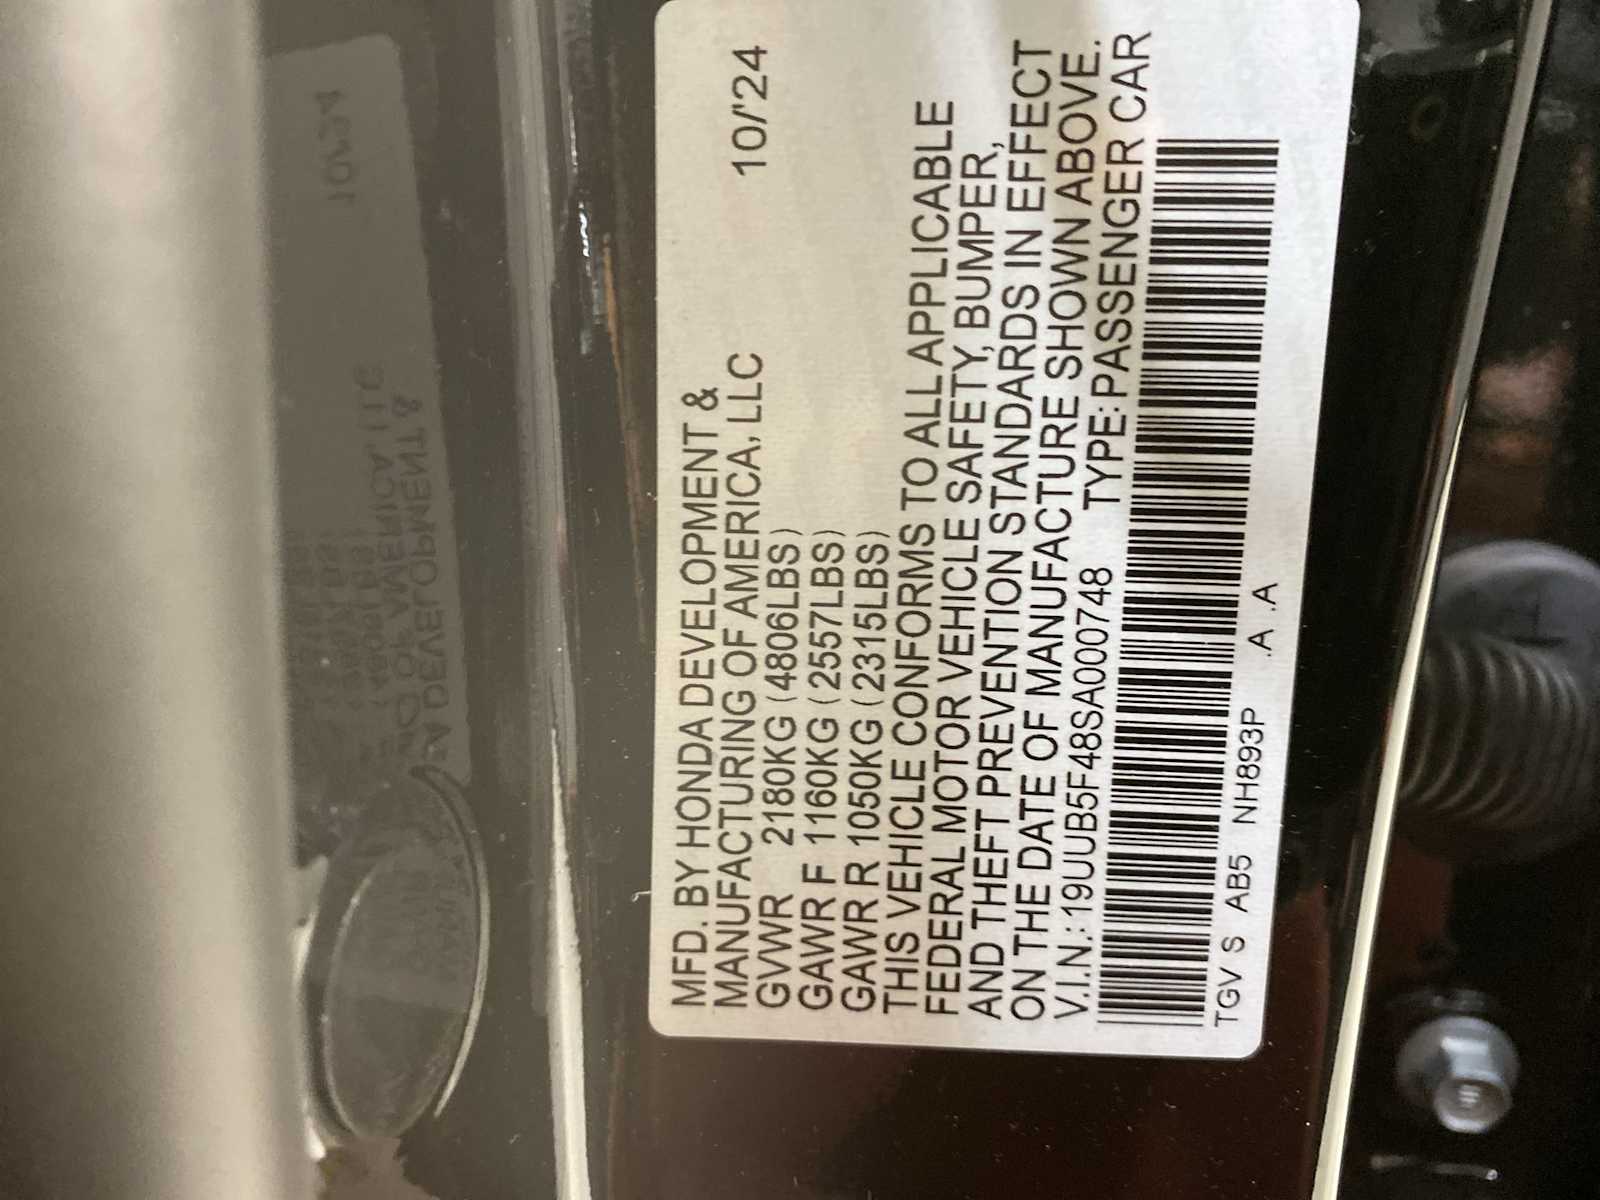 MFD. BY HONDA DEVELOPMENT &
MANUFACTURING OF AMERICA, LLC 10/'24
GVWR 2180KG (4806LBS)
GAWR F 1160KG (2557LBS)
GAWR R 1050KG (2315LBS)
THIS VEHICLE CONFORMS TO ALL APPLICABLE
FEDERAL MOTOR VEHICLE SAFETY, BUMPER,
AND THEFT PREVENTION STANDARDS IN EFFECT
ON THE DATE OF MANUFACTURE SHOWN ABOVE.
V.I.N.: 19UUB5F48SA000748 TYPE: PASSENGER CAR
TGV S AB5 NH893P .A .A